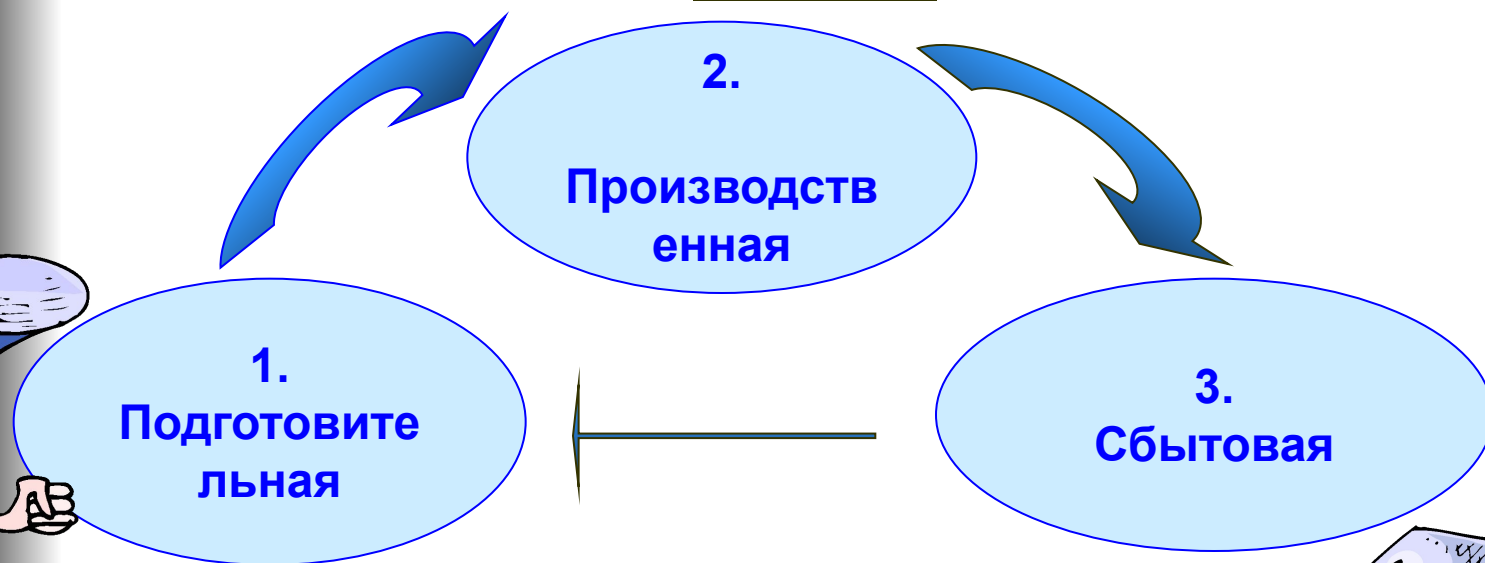 2.
Производств
енная
1.
Подготовите
льная
3.
Сбытовая